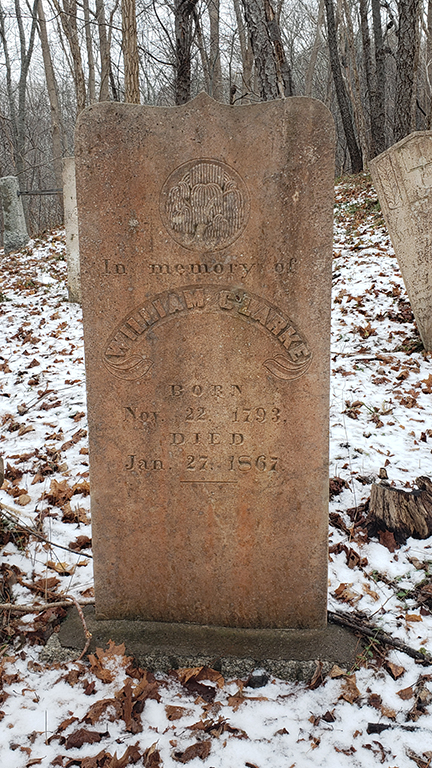 In memory of
WILLIAM CLARKE
BORN
Nov. 22. 1793.
DIED
Jan. 27. 1867